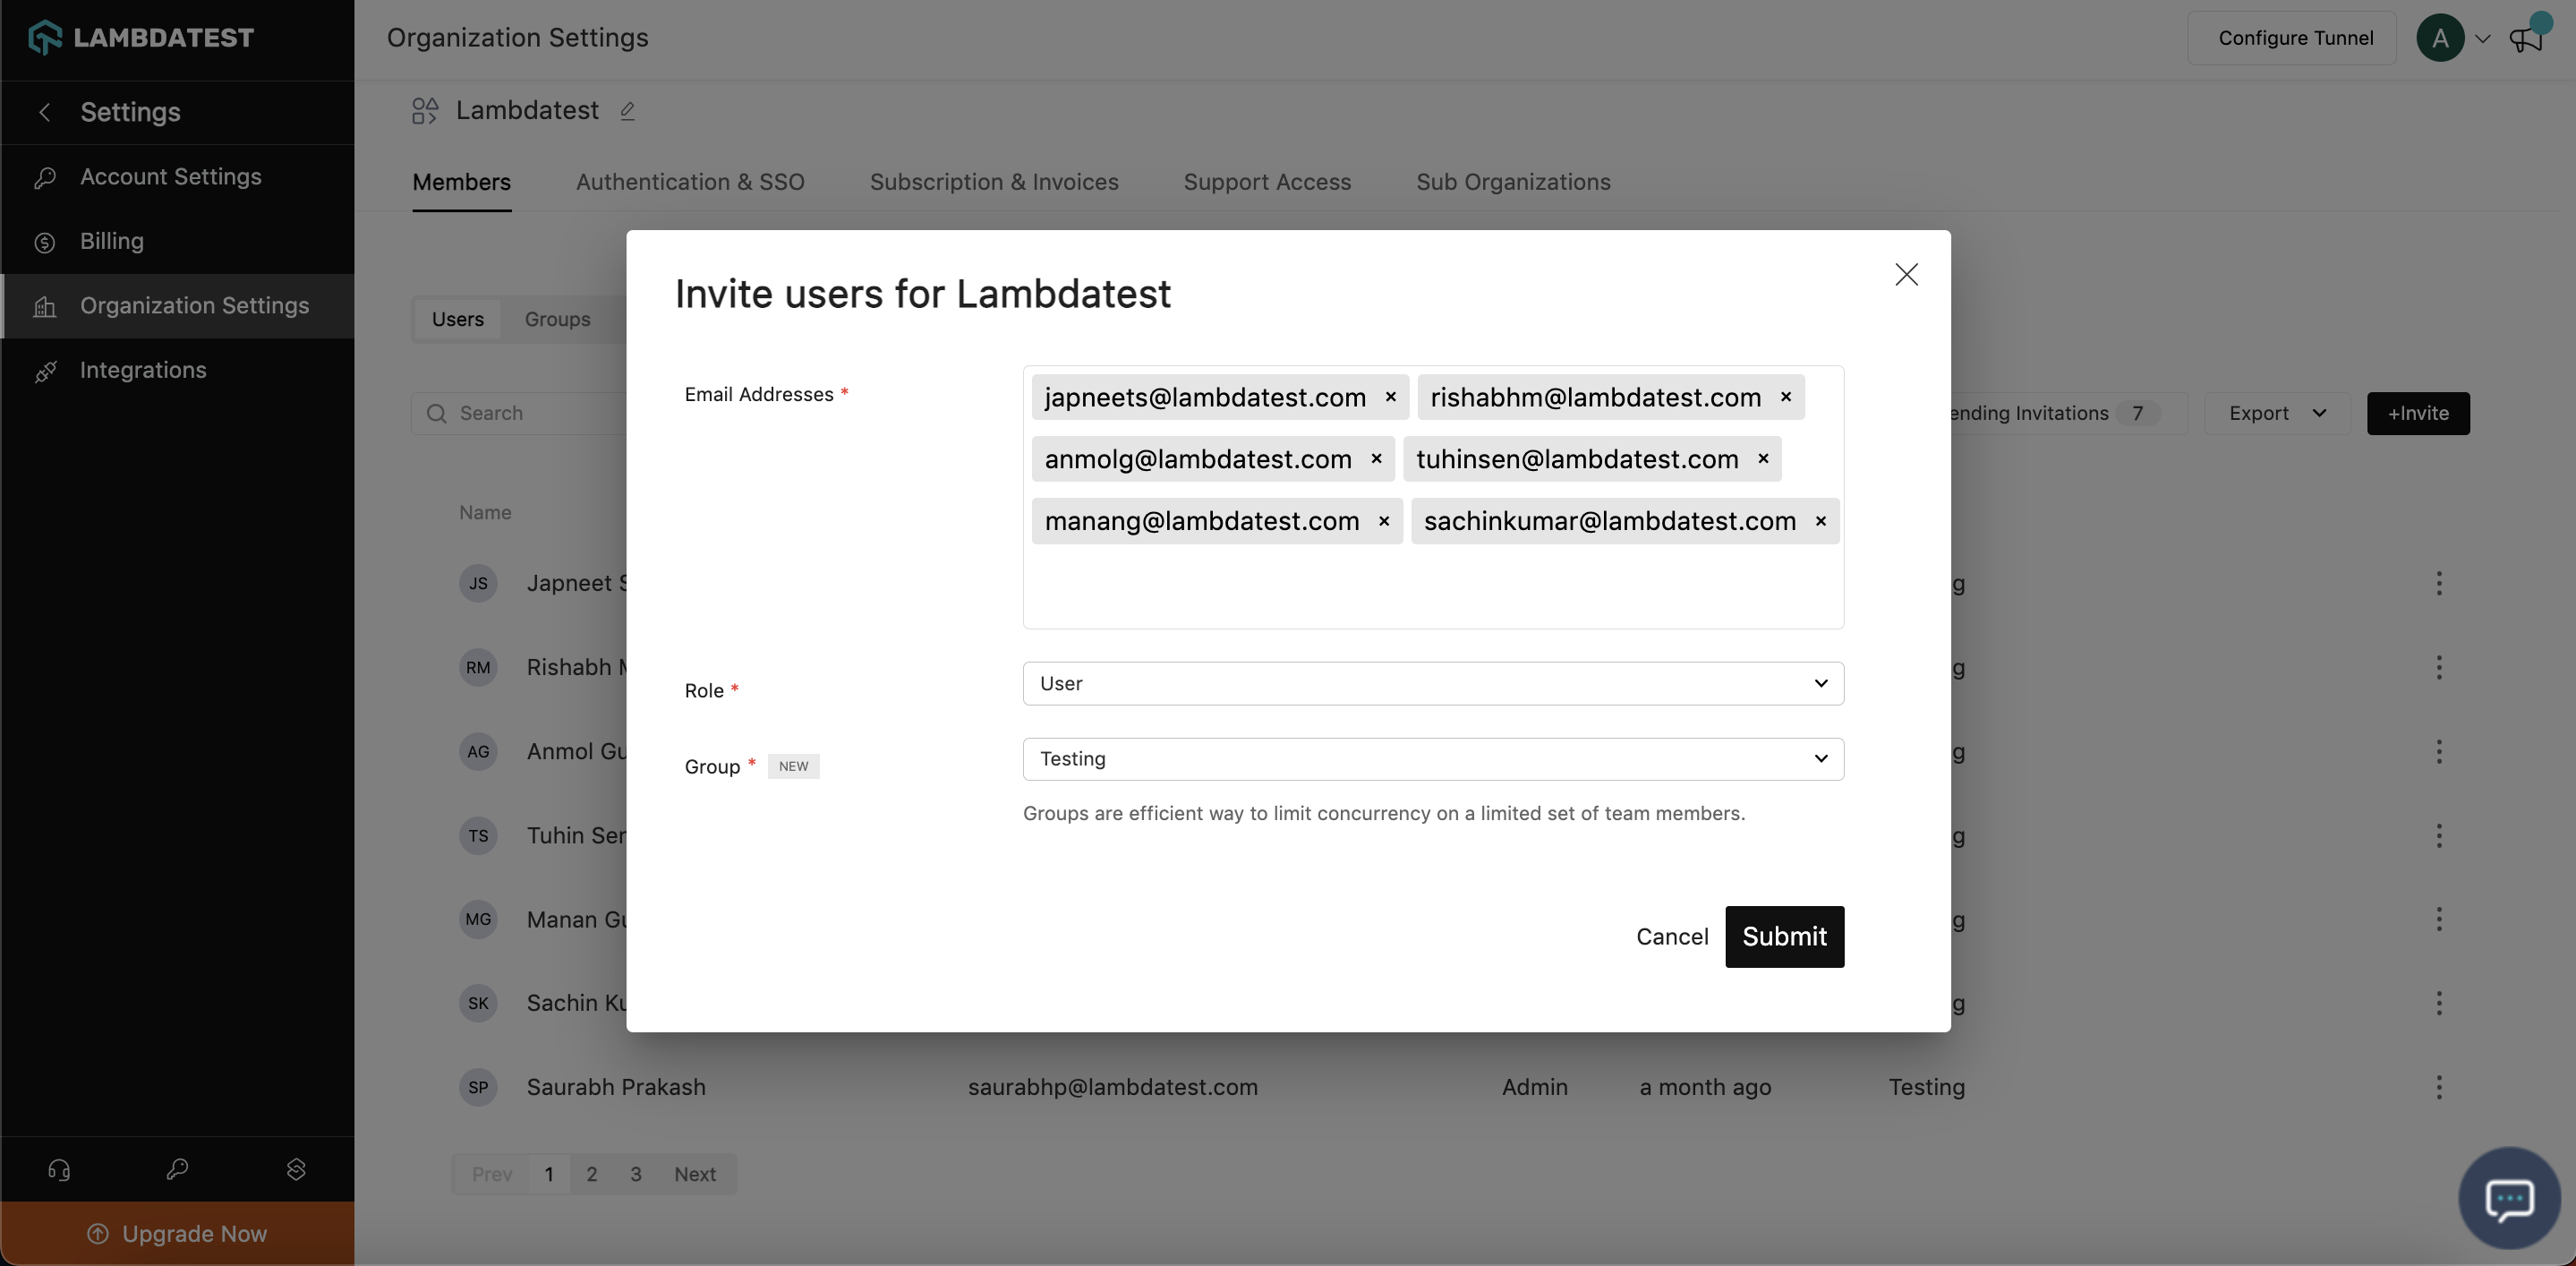 LAMBDATEST
Organization Settings
Configure Tunnel
A
Settings
Lambdatest
Account Settings
Members
Authentication & SSO
Subscription & Invoices
Support Access
Sub Organizations
Billing
Organization Settings
Integrations
Users
Groups
Search
ending Invitations 7
Export
+Invite
Name
JS Japneet S
g
RM Rishabh M
g
AG Anmol Gu
g
TS Tuhin Sen
g
MG Manan Gu
g
SK Sachin Ku
g
SP Saurabh Prakash saurabhp@lambdatest.com Admin a month ago Testing
Prev 1 2 3 Next
Upgrade Now
Invite users for Lambdatest
Email Addresses *
japneets@lambdatest.com × rishabhm@lambdatest.com ×
anmolg@lambdatest.com × tuhinsen@lambdatest.com ×
manang@lambdatest.com × sachinkumar@lambdatest.com ×
Role *
User
Group * NEW
Testing
Groups are efficient way to limit concurrency on a limited set of team members.
Cancel
Submit